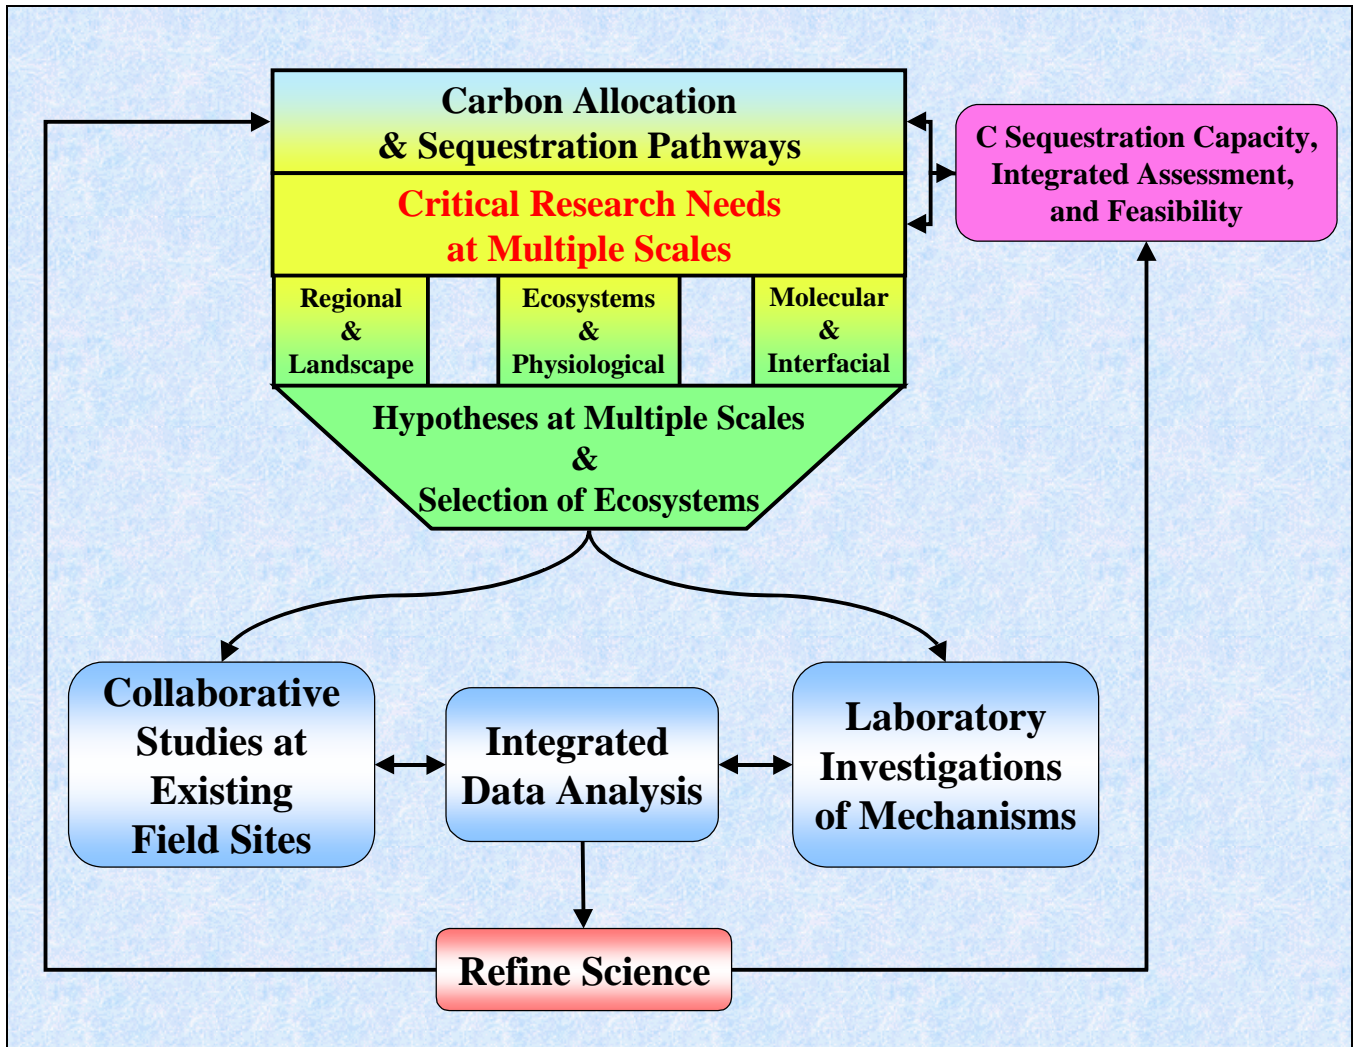 Carbon Allocation
& Sequestration Pathways
C Sequestration Capacity,
Integrated Assessment,
and Feasibility
Critical Research Needs
at Multiple Scales
Regional
&
Landscape
Ecosystems
&
Physiological
Molecular
&
Interfacial
Hypotheses at Multiple Scales
&
Selection of Ecosystems
Collaborative
Studies at
Existing
Field Sites
Integrated
Data Analysis
Laboratory
Investigations
of Mechanisms
Refine Science